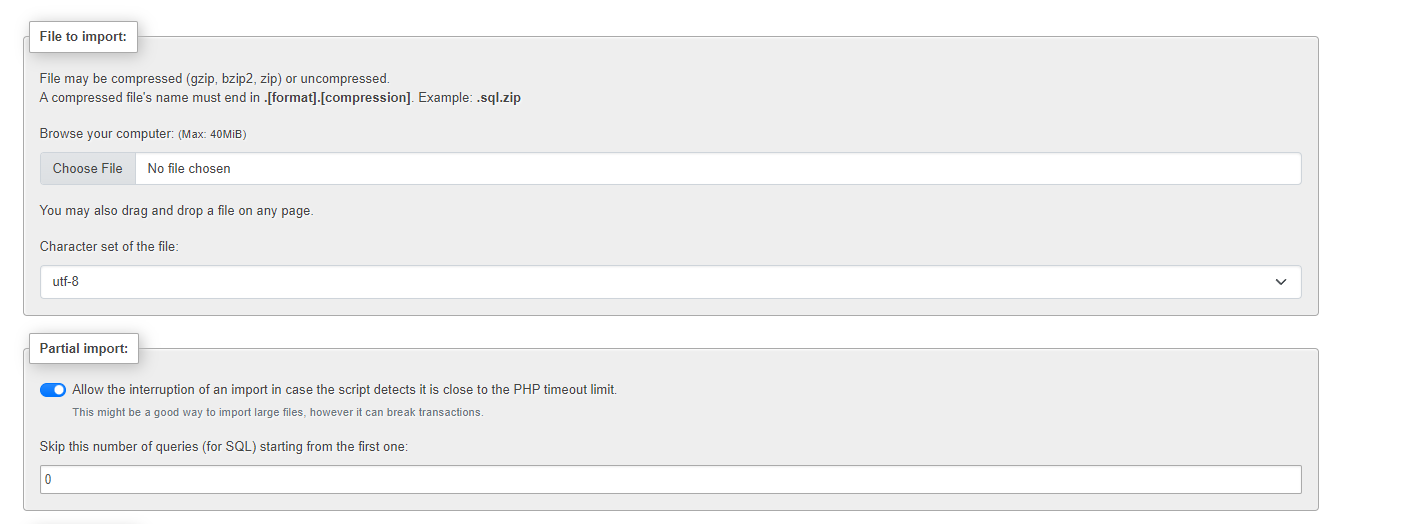 File to import:
File may be compressed (gzip, bzip2, zip) or uncompressed.
A compressed file's name must end in .[format].[compression]. Example: .sql.zip
Browse your computer: (Max: 40MiB)
Choose File No file chosen
You may also drag and drop a file on any page.
Character set of the file:
utf-8
Partial import:
Allow the interruption of an import in case the script detects it is close to the PHP timeout limit.
This might be a good way to import large files, however it can break transactions.
Skip this number of queries (for SQL) starting from the first one:
0